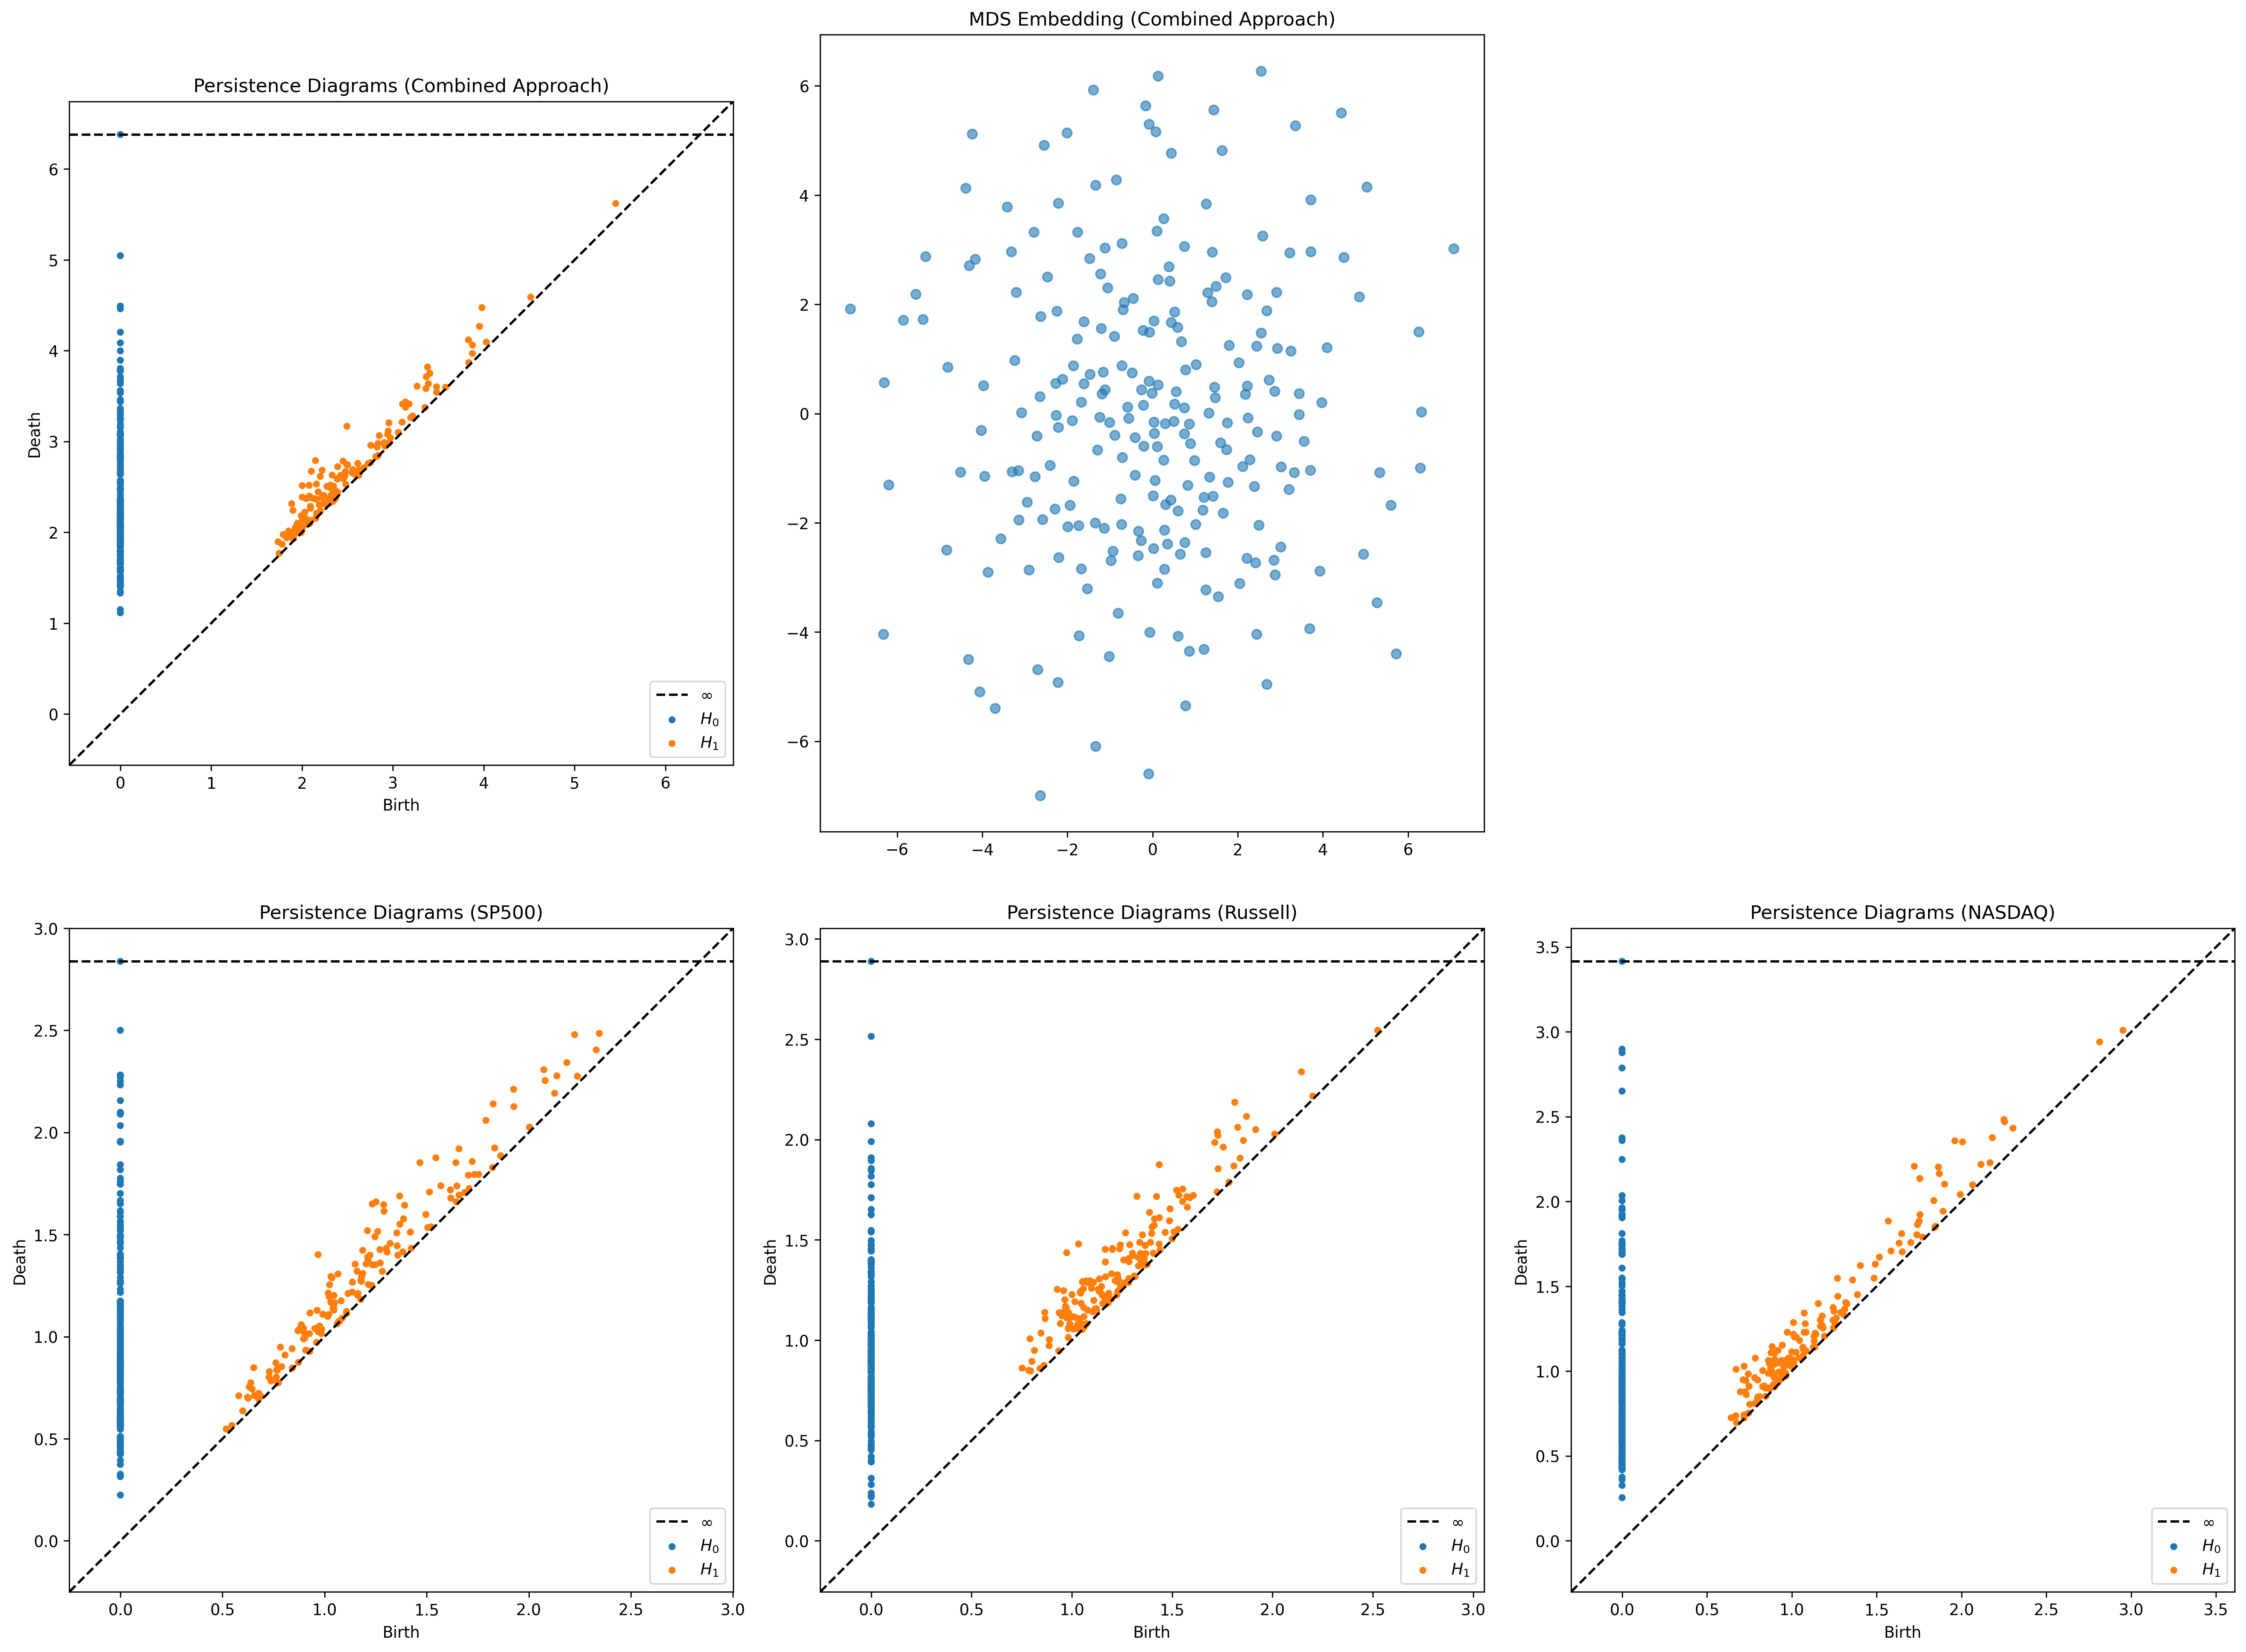 MDS Embedding (Combined Approach)
6
4
2
0
−2
−4
−6
−6 −4 −2 0 2 4 6
Persistence Diagrams (Combined Approach)
Death
6
5
4
3
2
1
0
0 1 2 3 4 5 6
Birth
∞
H₀
H₁
Persistence Diagrams (SP500)
Death
3.0
2.5
2.0
1.5
1.0
0.5
0.0
0.0 0.5 1.0 1.5 2.0 2.5 3.0
Birth
∞
H₀
H₁
Persistence Diagrams (Russell)
Death
3.0
2.5
2.0
1.5
1.0
0.5
0.0
0.0 0.5 1.0 1.5 2.0 2.5 3.0
Birth
∞
H₀
H₁
Persistence Diagrams (NASDAQ)
Death
3.5
3.0
2.5
2.0
1.5
1.0
0.5
0.0
0.0 0.5 1.0 1.5 2.0 2.5 3.0 3.5
Birth
∞
H₀
H₁